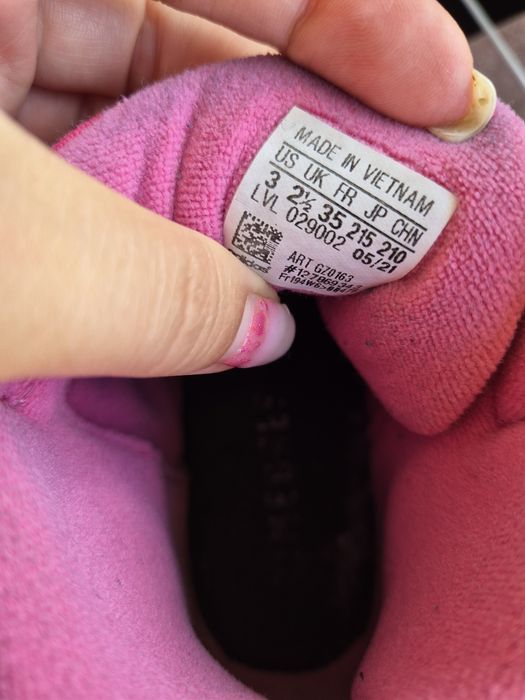 MADE IN VIETNAM
US UK FR JP CHN
3 2½ 35 215 210
LVL 029002 05/21
ART GZ0163
adidas